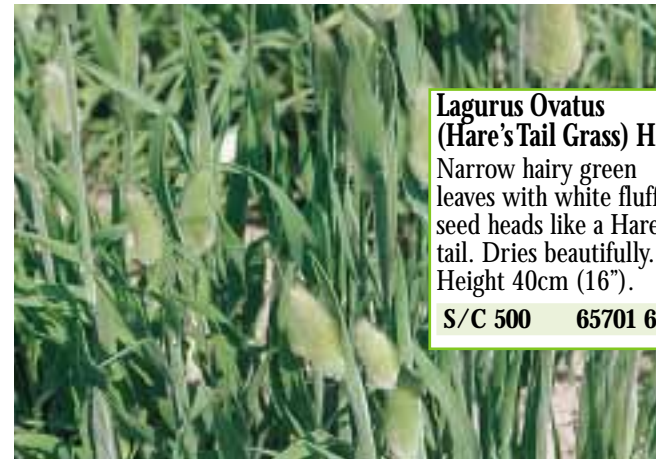 Lagurus Ovatus
(Hare's Tail Grass) H
Narrow hairy green
leaves with white fluff
seed heads like a Hare
tail. Dries beautifully.
Height 40cm (16”).
S/C 500 65701 6